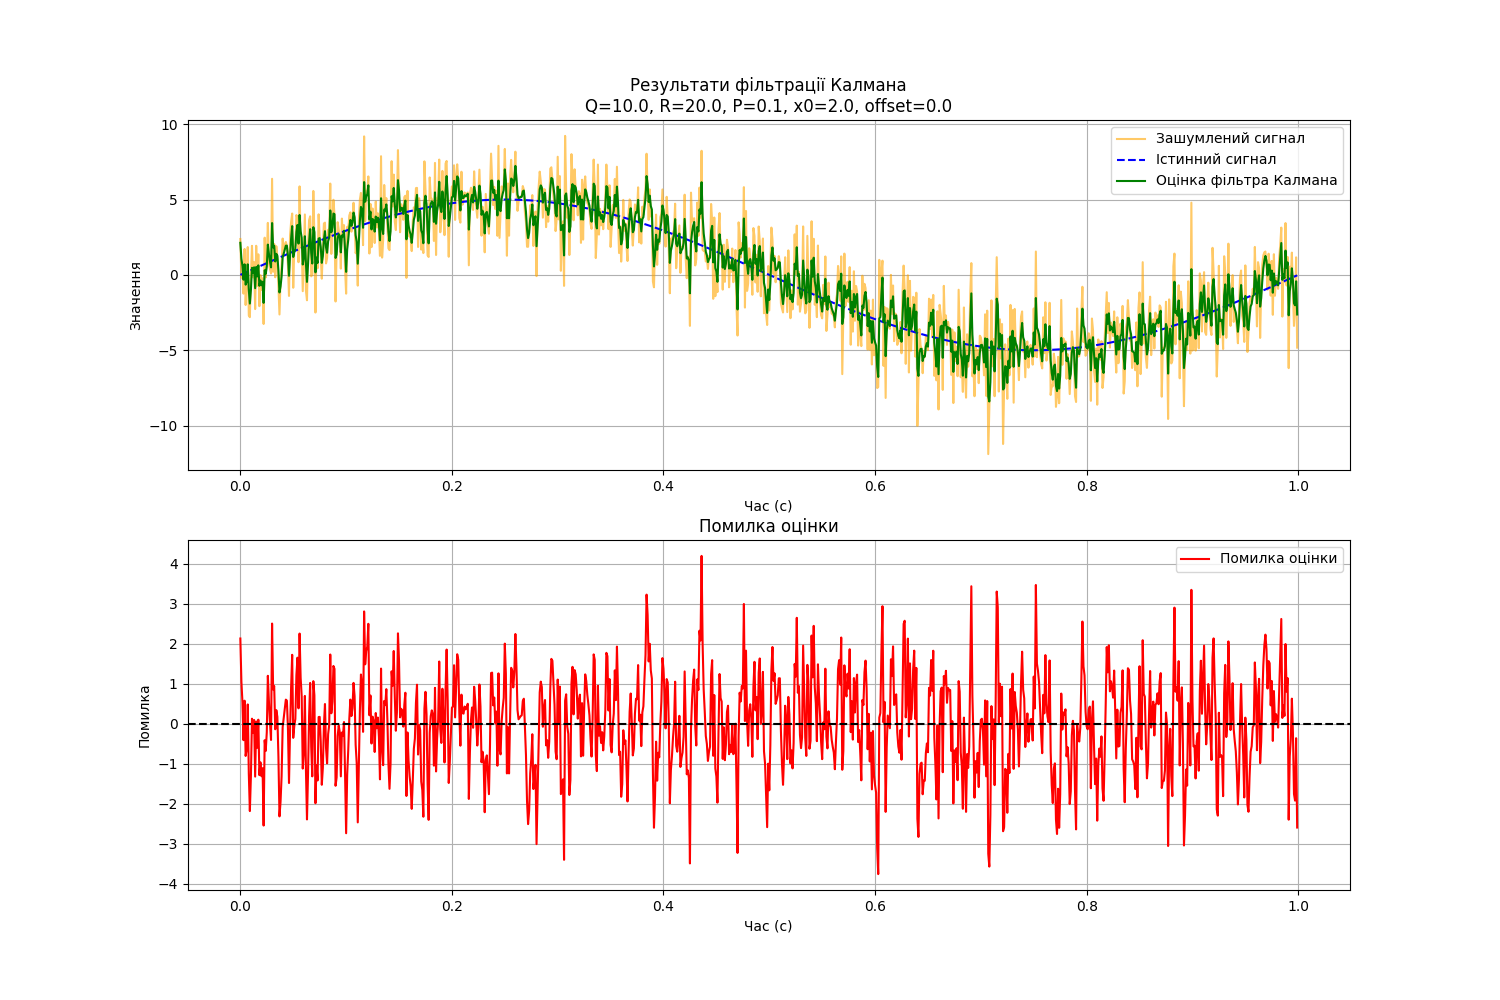 Результати фільтрації Калмана
Q=10.0, R=20.0, P=0.1, x0=2.0, offset=0.0
Зашумлений сигнал
Істинний сигнал
Оцінка фільтра Калмана
Значення
10
5
0
−5
−10
0.0
0.2
0.4
0.6
0.8
1.0
Час (с)
Помилка оцінки
Помилка оцінки
Помилка
4
3
2
1
0
−1
−2
−3
−4
0.0
0.2
0.4
0.6
0.8
1.0
Час (с)